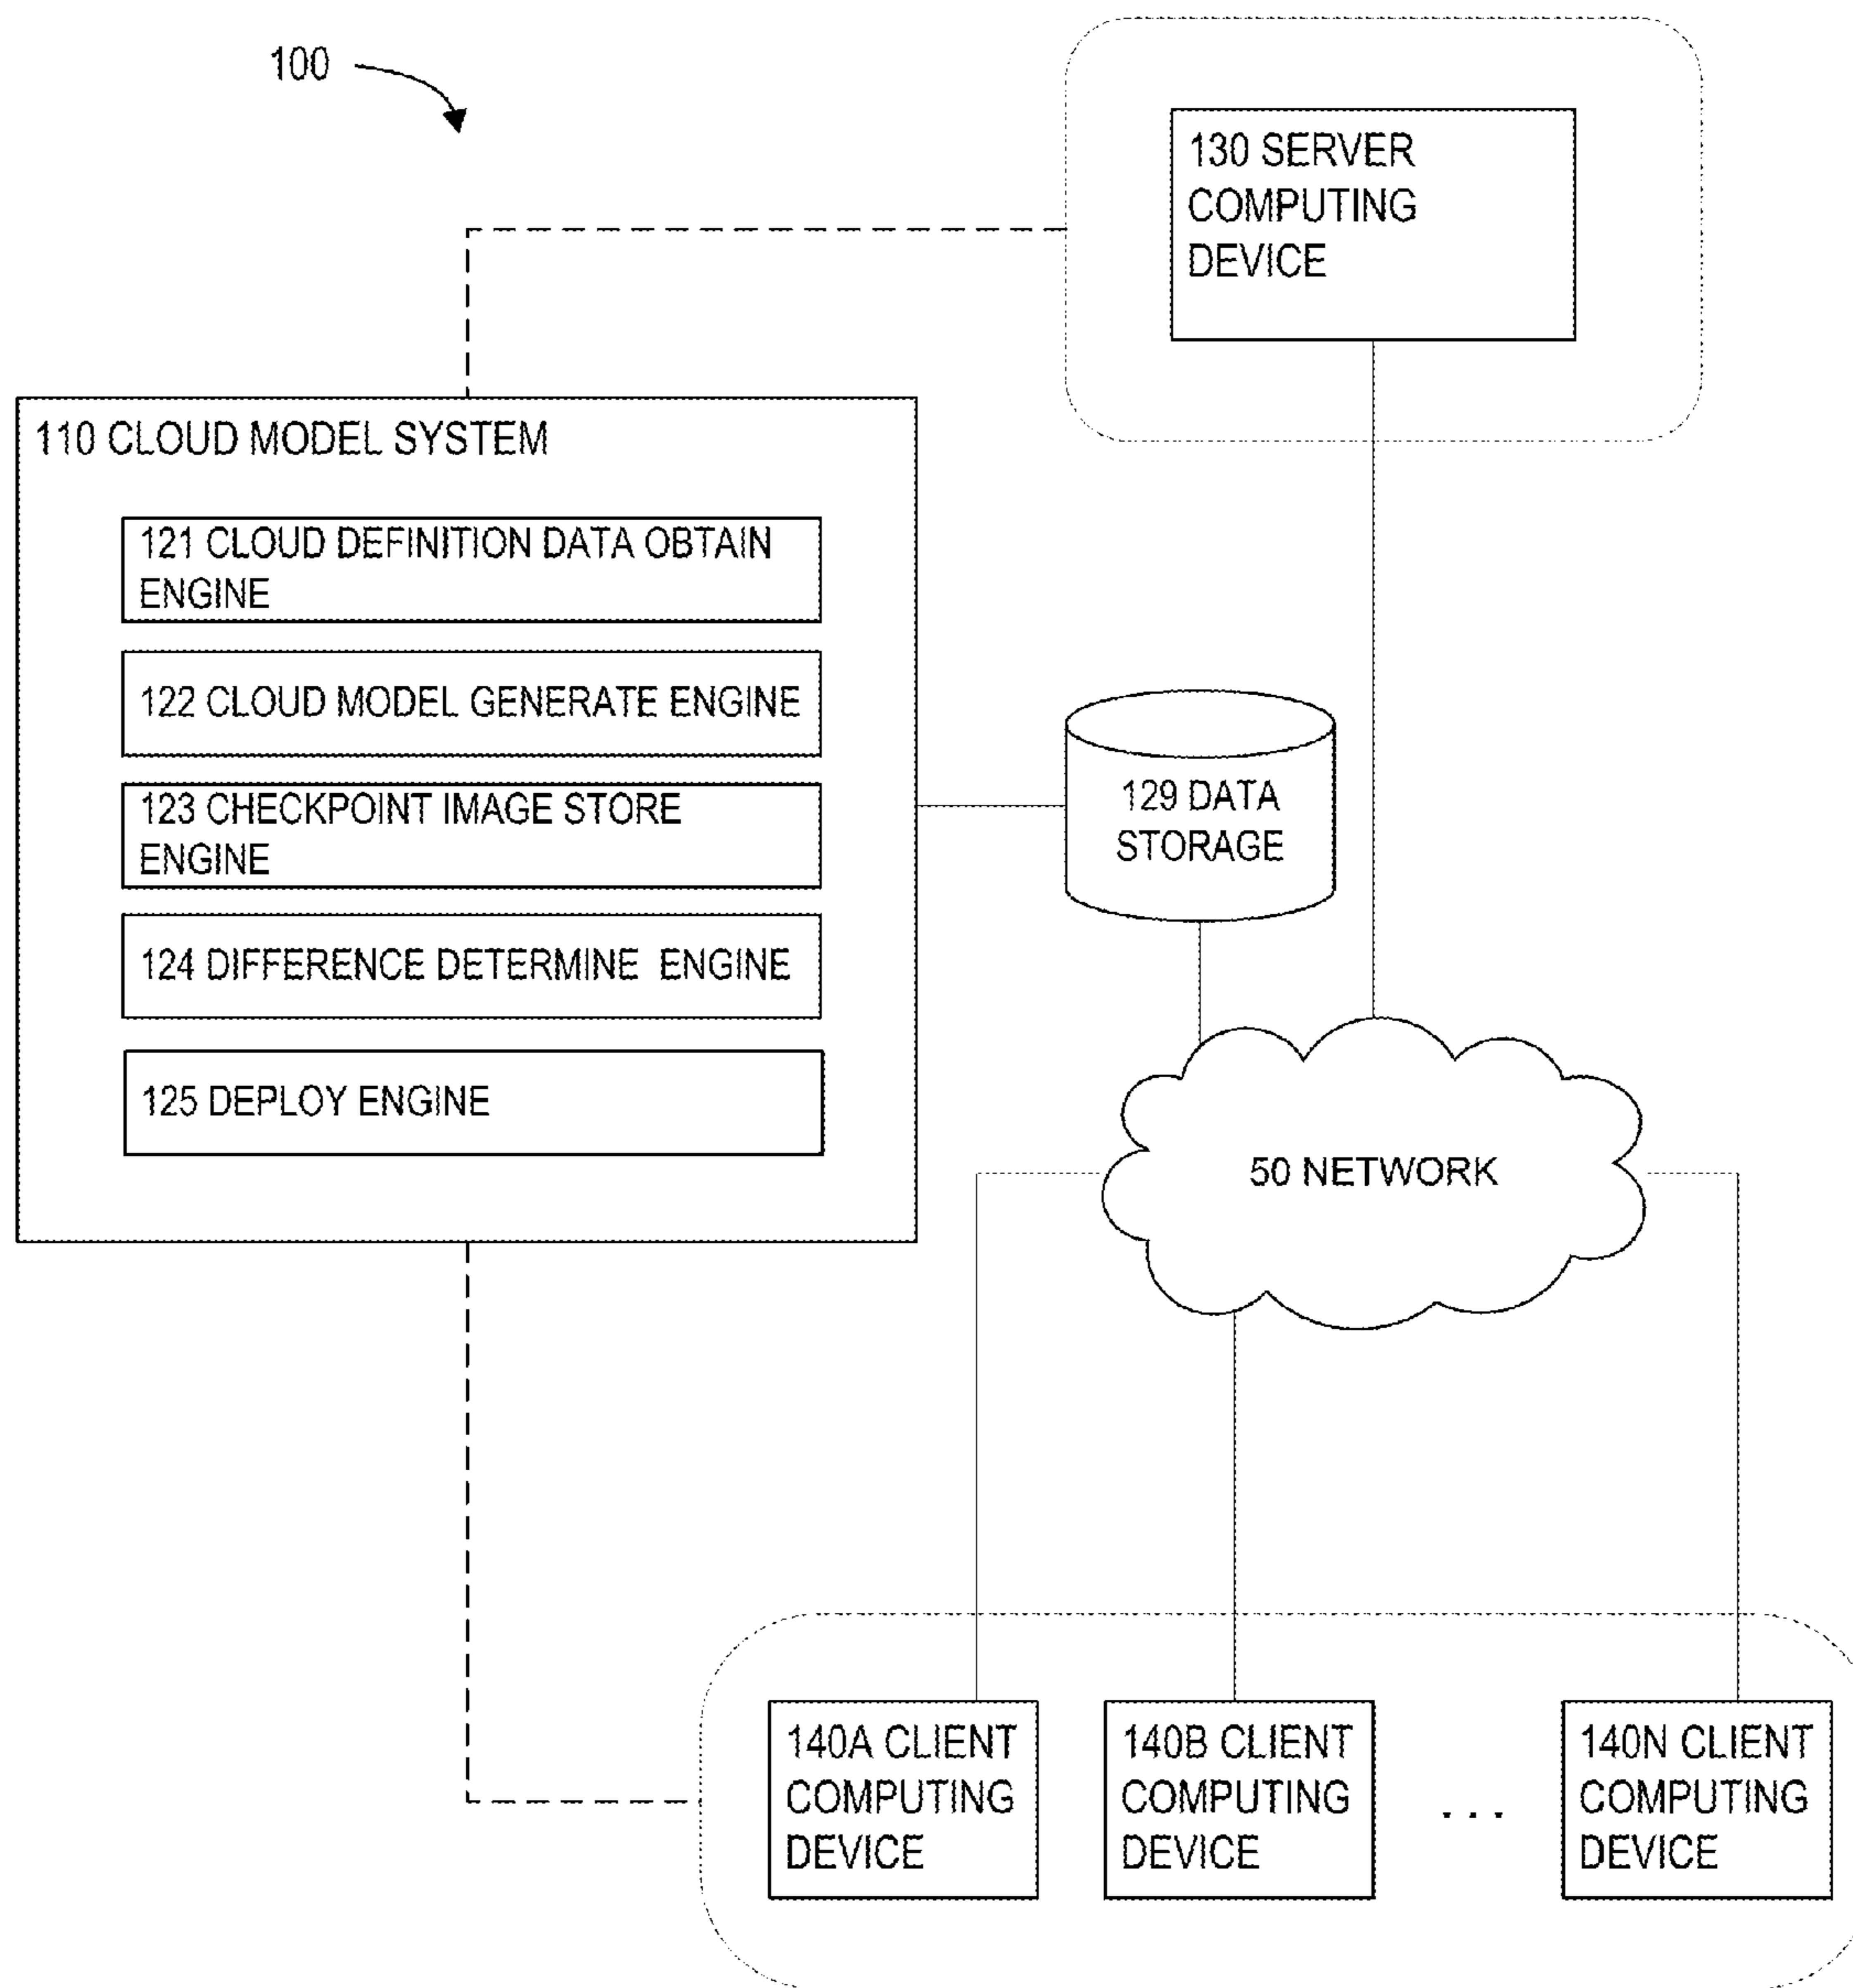 100
130 SERVER
COMPUTING
DEVICE
110 CLOUD MODEL SYSTEM
121 CLOUD DEFINITION DATA OBTAIN
ENGINE
122 CLOUD MODEL GENERATE ENGINE
123 CHECKPOINT IMAGE STORE
ENGINE
124 DIFFERENCE DETERMINE ENGINE
125 DEPLOY ENGINE
129 DATA
STORAGE
50 NETWORK
140A CLIENT
COMPUTING
DEVICE
140B CLIENT
COMPUTING
DEVICE
. . .
140N CLIENT
COMPUTING
DEVICE